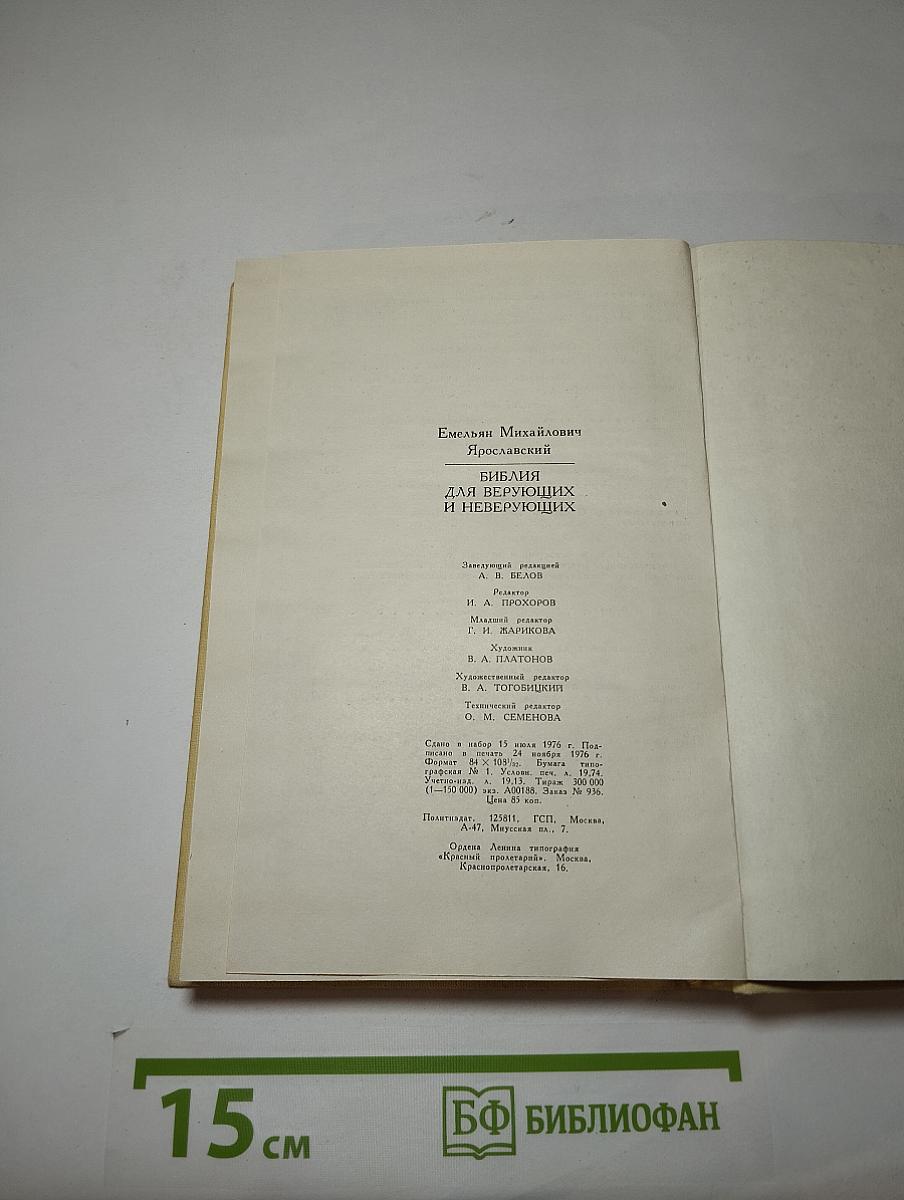 Емельян Михайлович
Ярославский
БИБЛИЯ
ДЛЯ ВЕРУЮЩИХ
И НЕВЕРУЮЩИХ
Заведующий редакцией
А. В. БЕЛОВ
Редактор
И. А. ПРОХОРОВ
Младший редактор
Г. И. ЖАРИКОВА
Художник
В. А. ПЛАТОНОВ
Художественный редактор
В. А. ТОГОБИЦКИЙ
Технический редактор
О. М. СЕМЕНОВА
Сдано в набор 15 июля 1976 г. Под-
писано в печать 24 ноября 1976 г.
Формат 84 × 108¹/₃₂. Бумага типо-
графская № 1. Условн. печ. л. 19,74.
Учетно-изд. л. 19,13. Тираж 300 000
(1—150 000) экз. А00188. Заказ № 936.
Цена 85 коп.
Политиздат. 125811, ГСП, Москва,
А-47, Миусская пл., 7.
Ордена Ленина типография
«Красный пролетарий». Москва,
Краснопролетарская, 16.
15 см
БФ БИБЛИОФАН